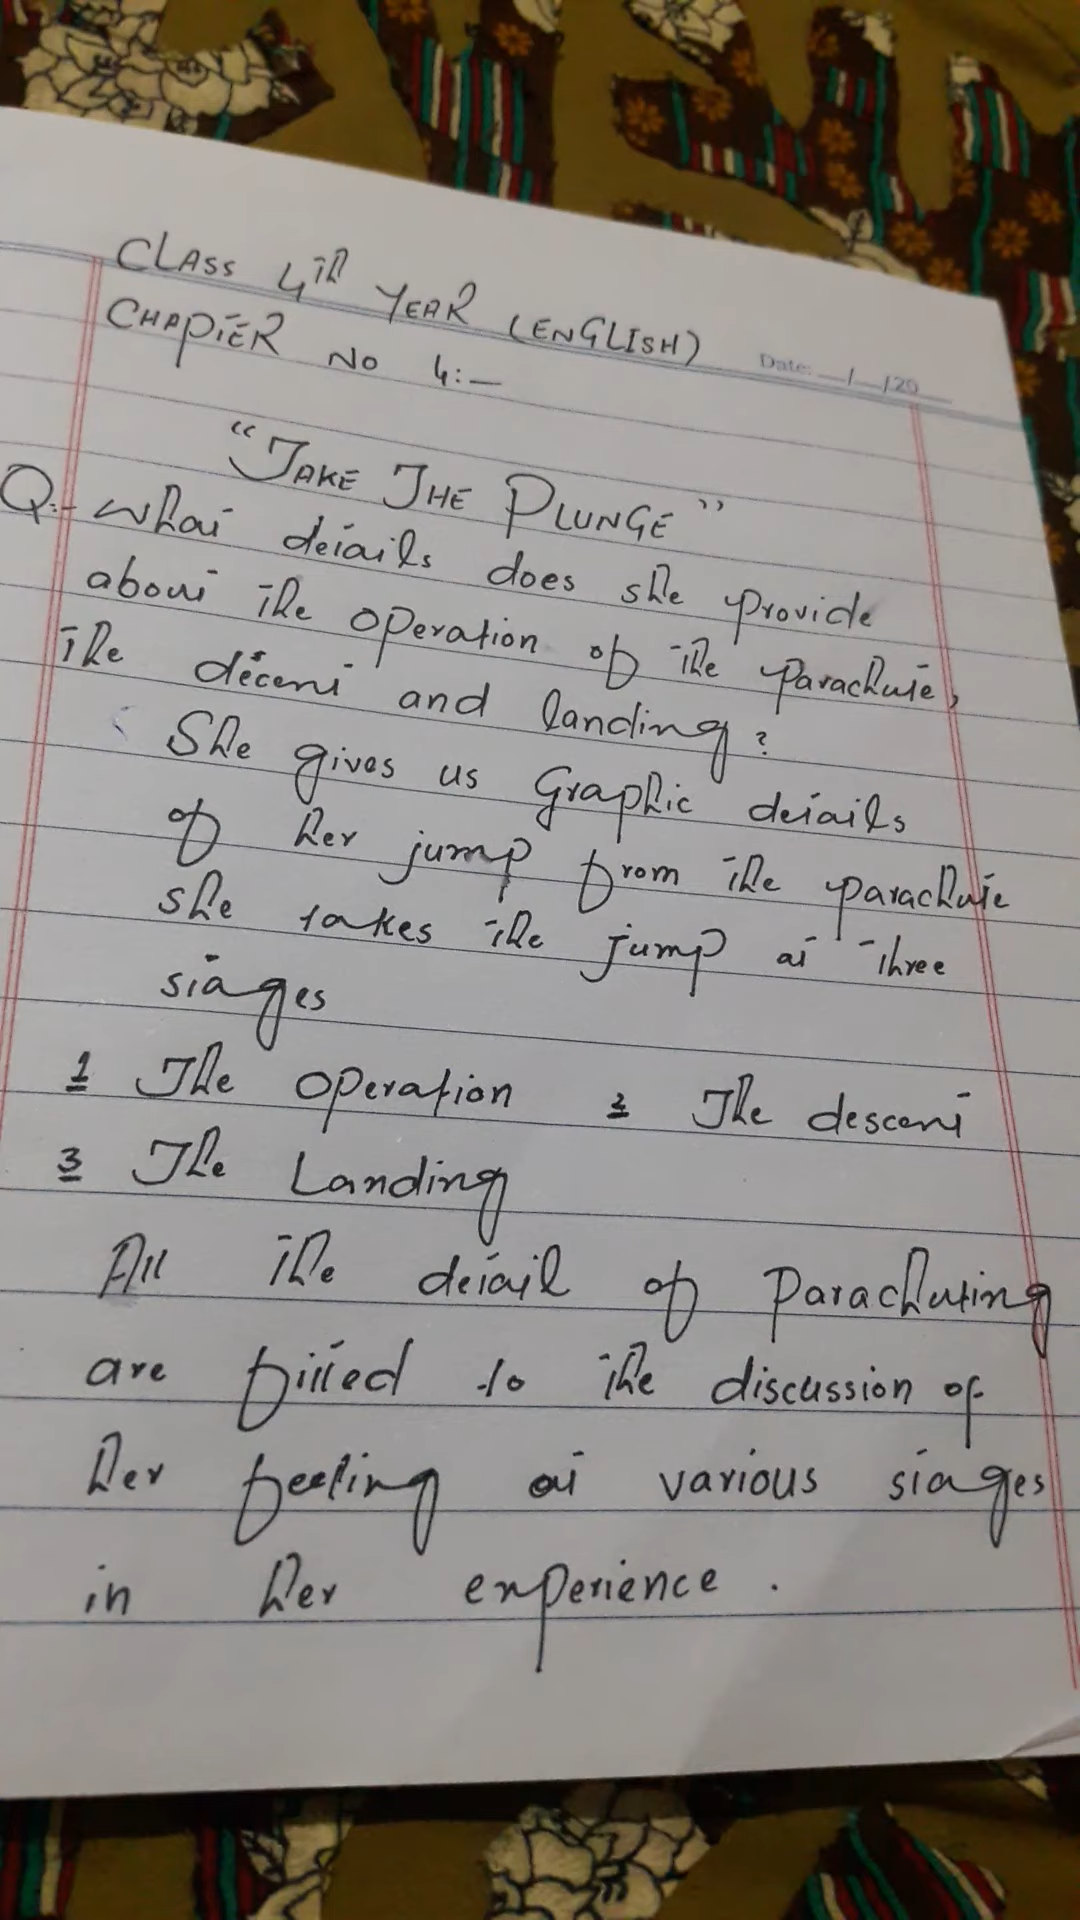 CLASS 4th YEAR (ENGLISH)
CHAPTER NO 4:-
Date: __/__/20__
"TAKE THE PLUNGE"
Q:- what details does she provide
about the operation of the parachute,
the decent and landing?
She gives us Graphic details
of her jump from the parachute
she takes the jump at three
stages
1 The operation 2 The descent
3 The Landing
All the detail of Parachuting
are fitted to the discussion of
her feeling at various stages
in her experience.